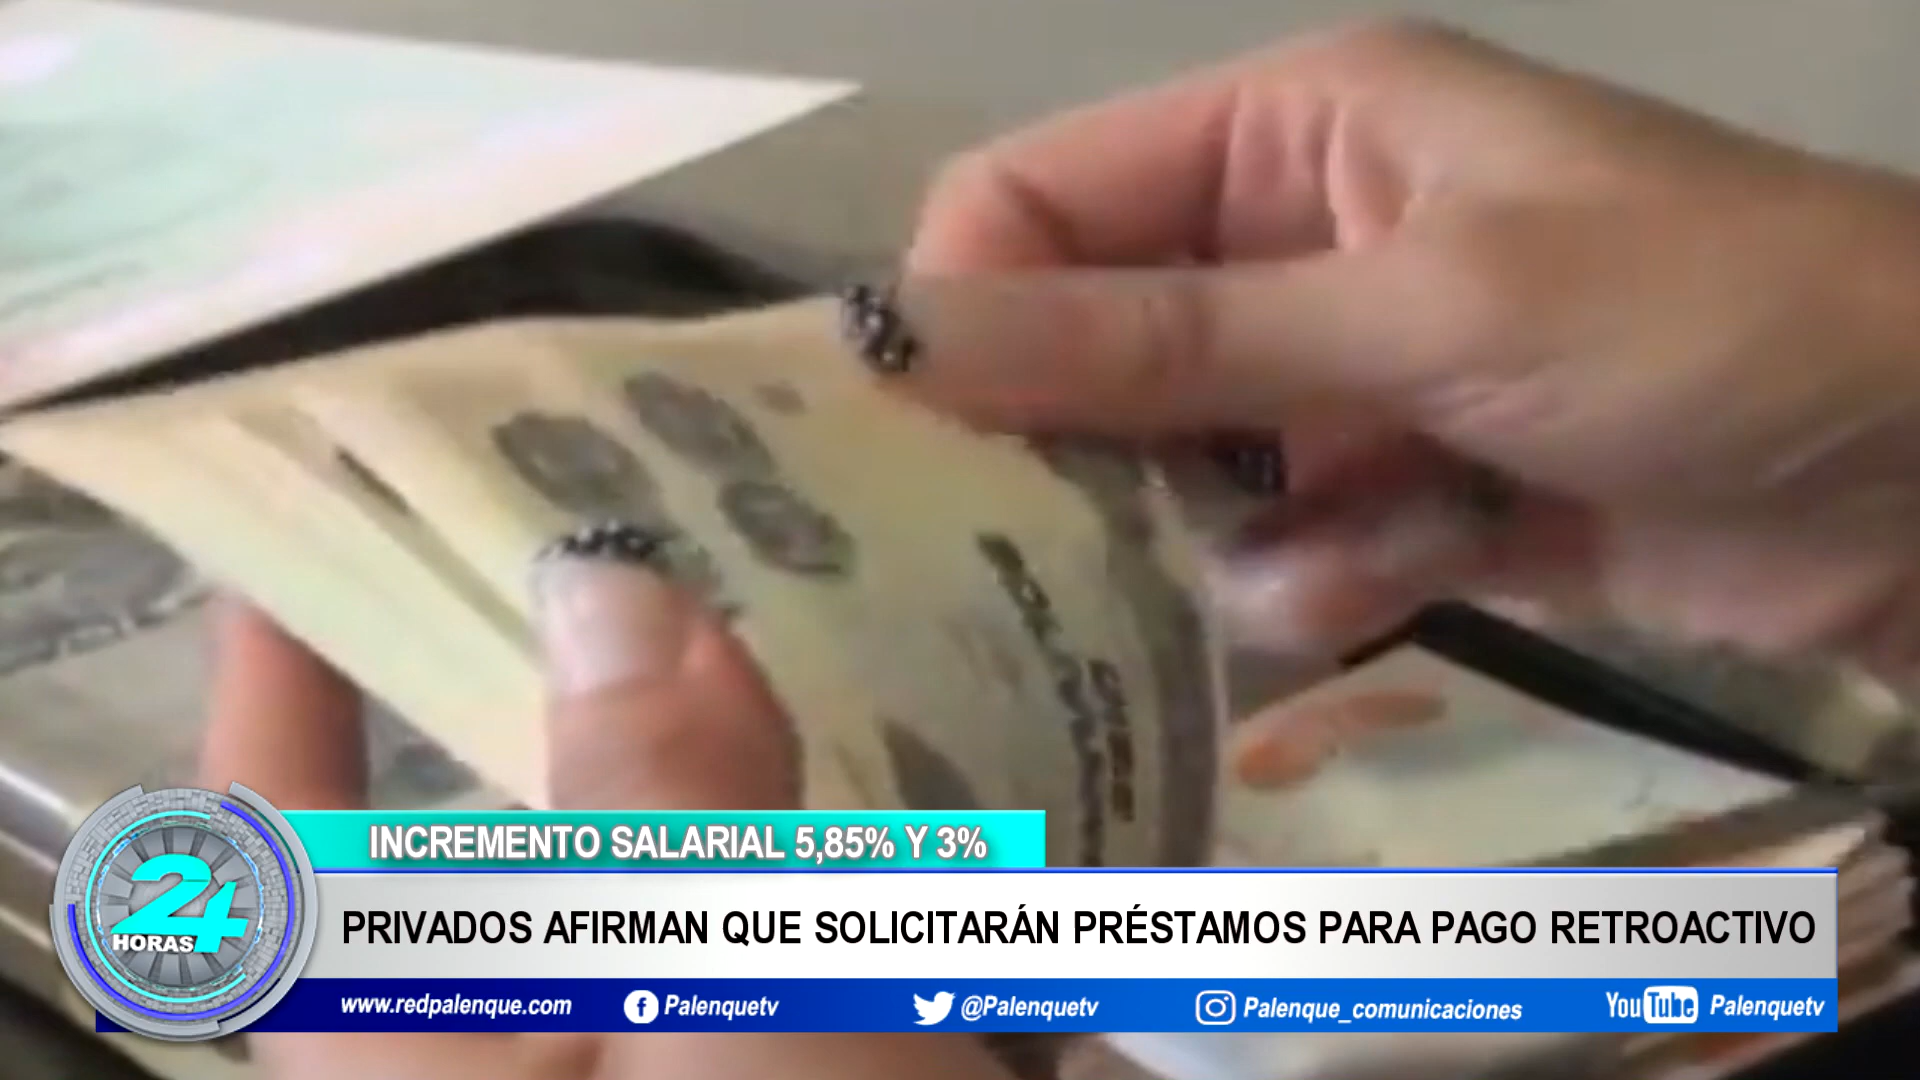 INCREMENTO SALARIAL 5,85% Y 3%
24
HORAS
PRIVADOS AFIRMAN QUE SOLICITARÁN PRÉSTAMOS PARA PAGO RETROACTIVO
www.redpalenque.com
Palenquetv
@Palenquetv
Palenque_comunicaciones
YouTube
Palenquetv